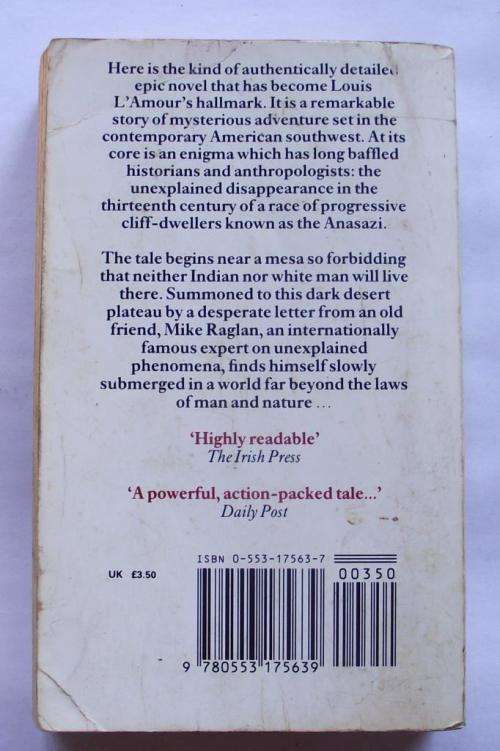 Here is the kind of authentically detailed
epic novel that has become Louis
L'Amour's hallmark. It is a remarkable
story of mysterious adventure set in the
contemporary American southwest. At its
core is an enigma which has long baffled
historians and anthropologists: the
unexplained disappearance in the
thirteenth century of a race of progressive
cliff-dwellers known as the Anasazi.
The tale begins near a mesa so forbidding
that neither Indian nor white man will live
there. Summoned to this dark desert
plateau by a desperate letter from an old
friend, Mike Raglan, an internationally
famous expert on unexplained
phenomena, finds himself slowly
submerged in a world far beyond the laws
of man and nature ...
‘Highly readable’
The Irish Press
‘A powerful, action-packed tale...’
Daily Post
ISBN 0-553-17563-7
UK £3.50
00350
9 780553 175639